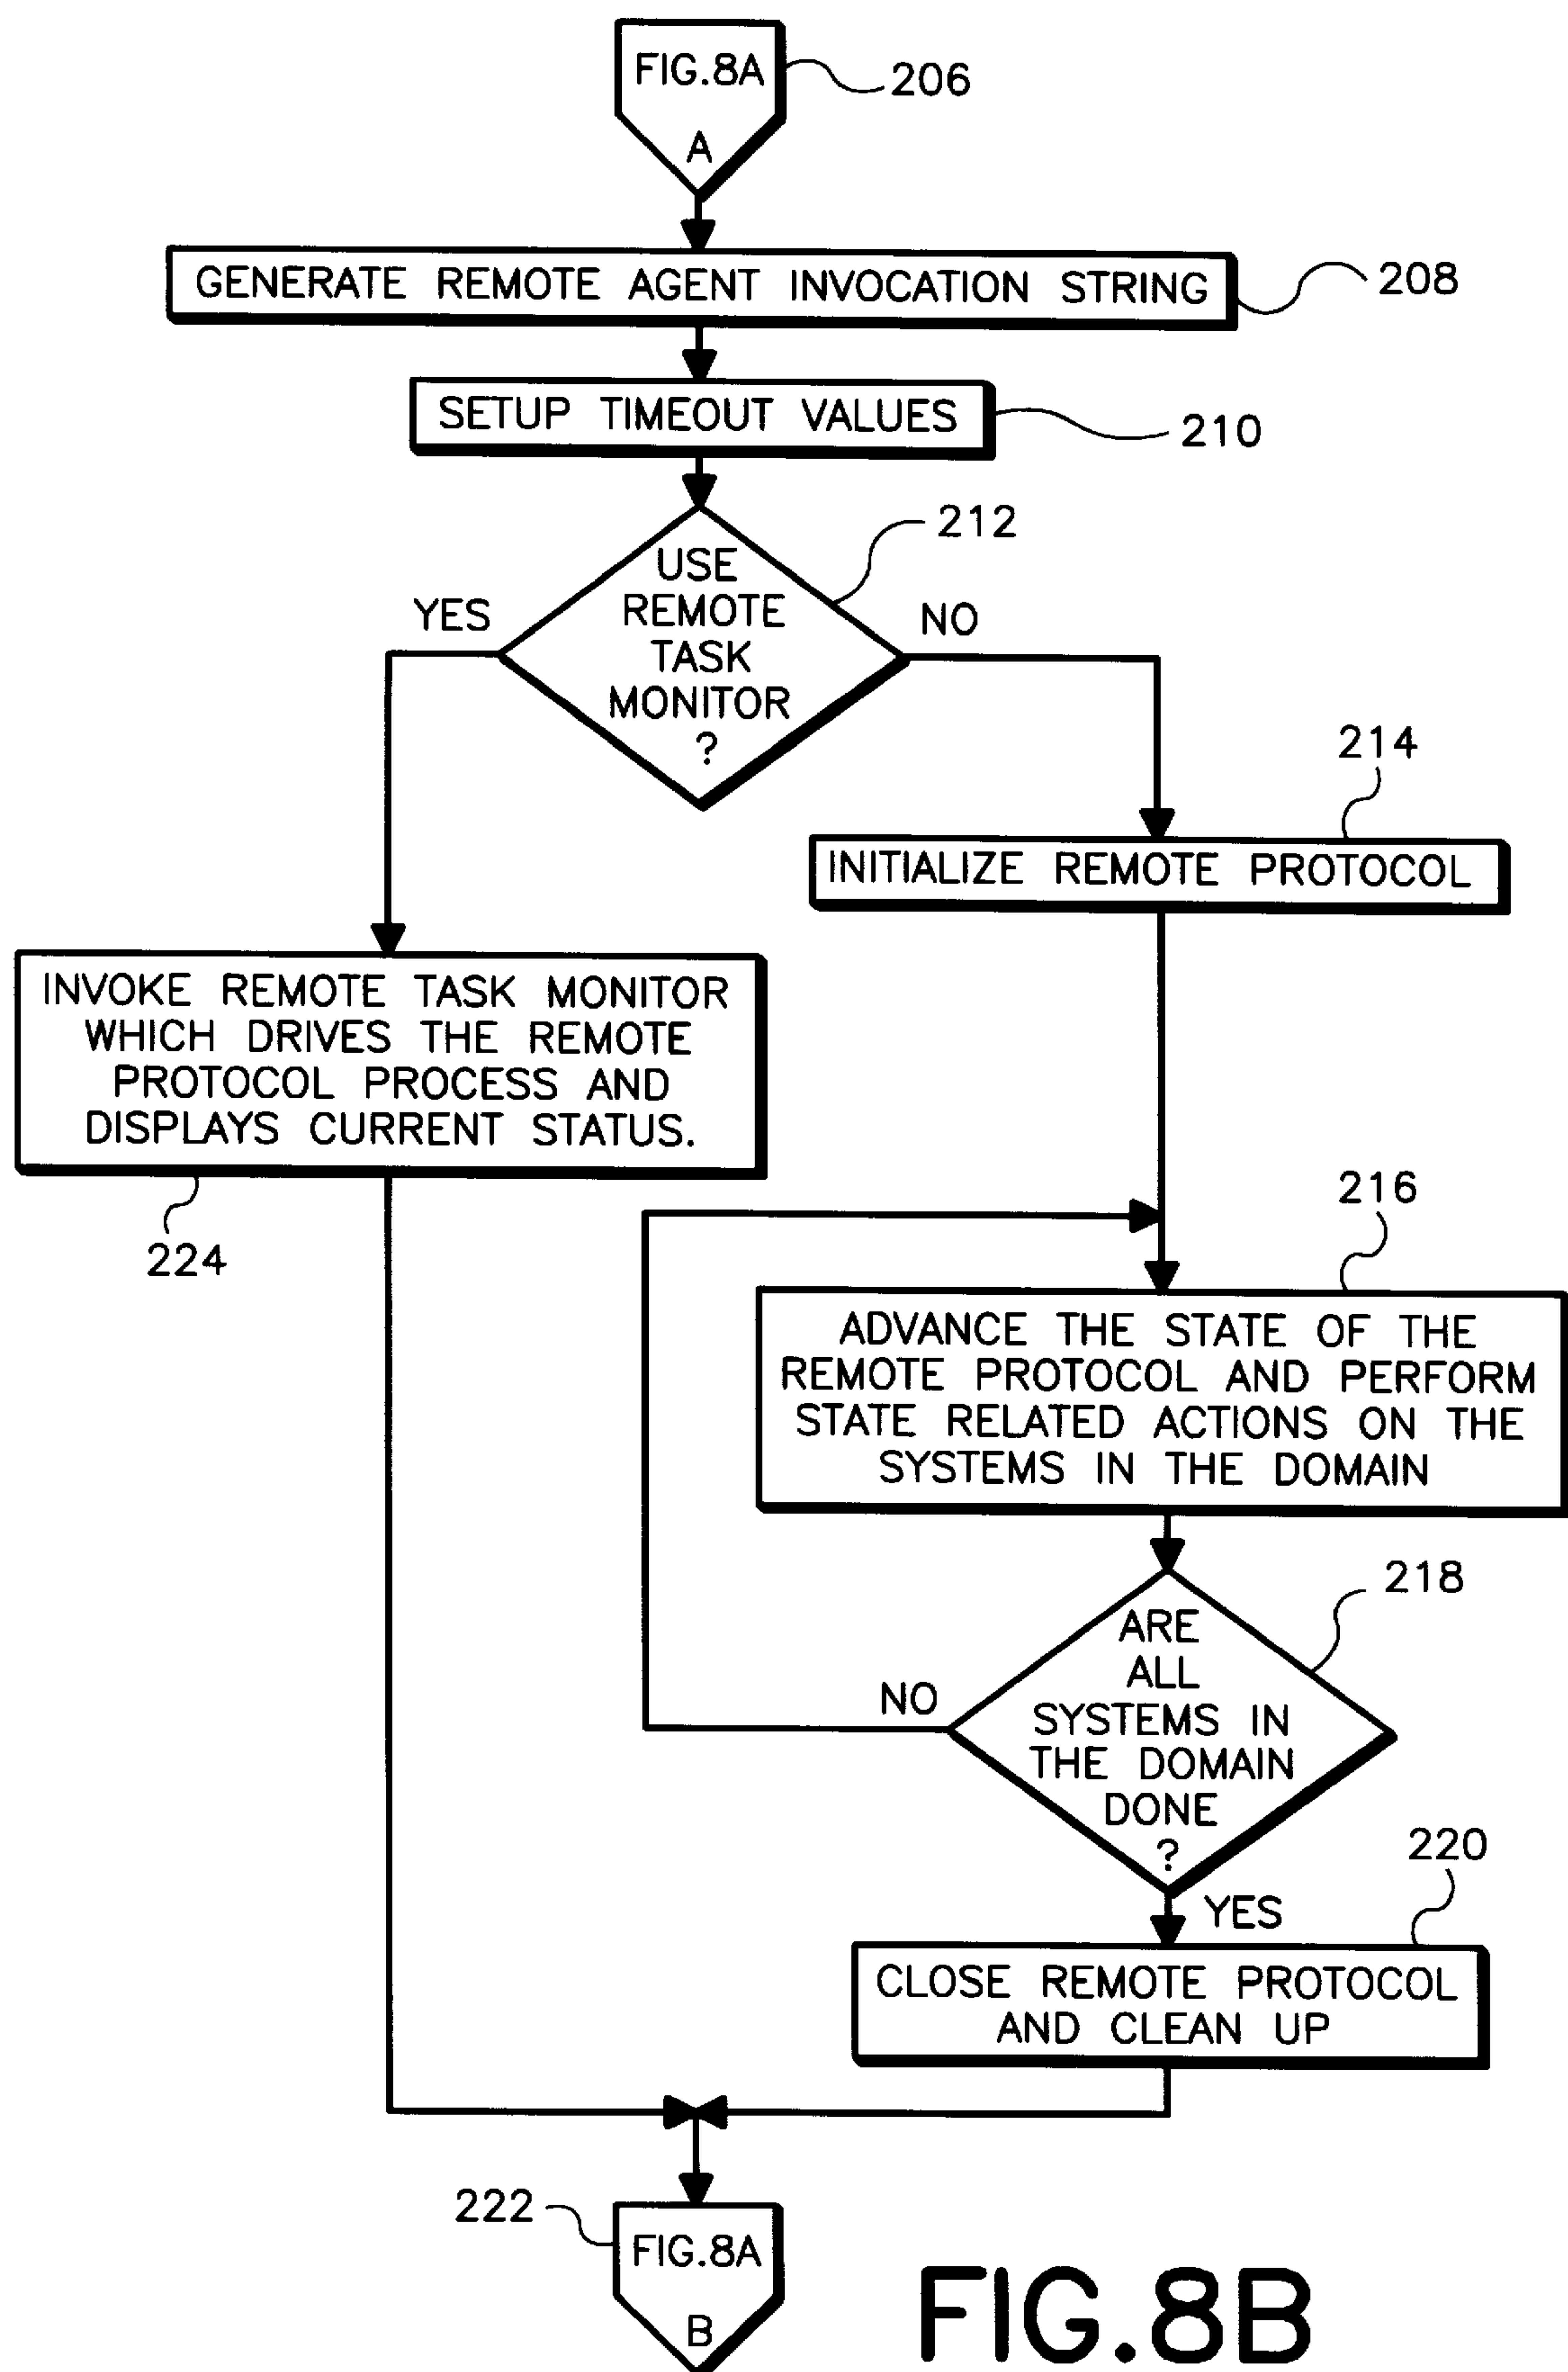 FIG.8A
206
A
GENERATE REMOTE AGENT INVOCATION STRING
208
SETUP TIMEOUT VALUES
210
212
USE
REMOTE
TASK
MONITOR
?
YES
NO
214
INITIALIZE REMOTE PROTOCOL
INVOKE REMOTE TASK MONITOR
WHICH DRIVES THE REMOTE
PROTOCOL PROCESS AND
DISPLAYS CURRENT STATUS.
224
216
ADVANCE THE STATE OF THE
REMOTE PROTOCOL AND PERFORM
STATE RELATED ACTIONS ON THE
SYSTEMS IN THE DOMAIN
218
ARE
ALL
SYSTEMS IN
THE DOMAIN
DONE
?
NO
YES
220
CLOSE REMOTE PROTOCOL
AND CLEAN UP
222
FIG.8A
B
FIG.8B